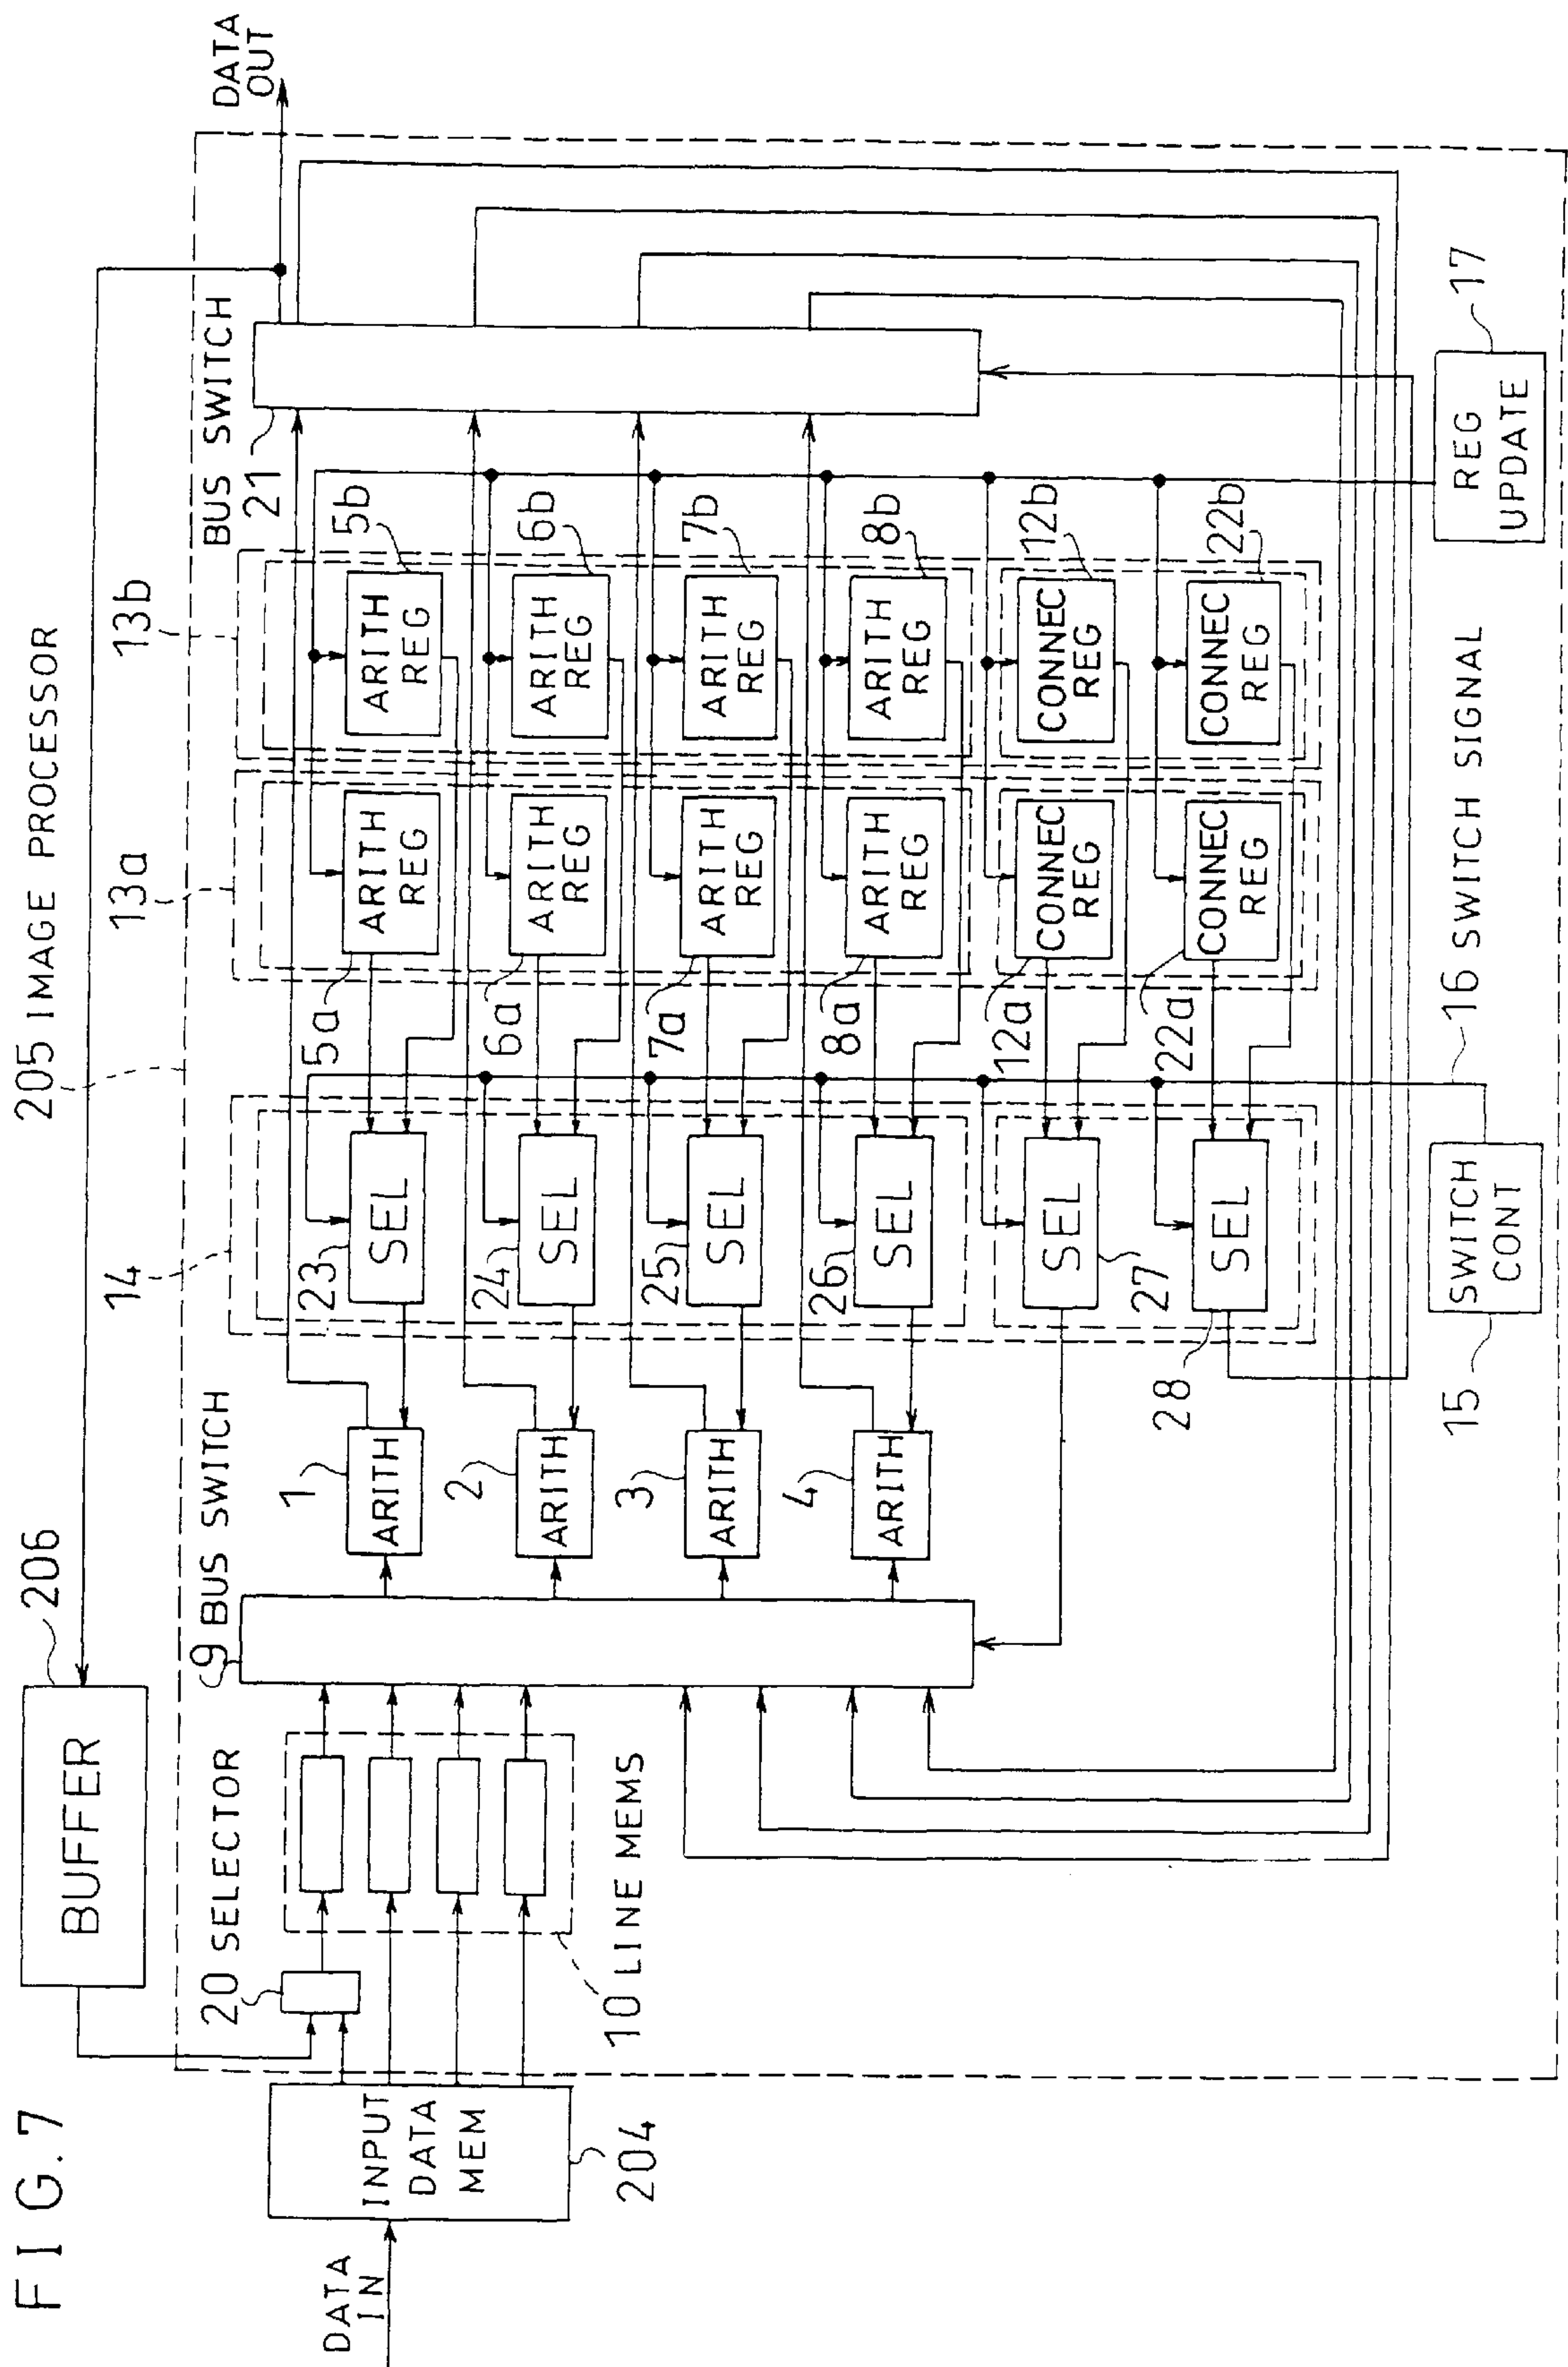 FIG. 7
DATA
IN
INPUT
DATA
MEM
204
BUFFER
206
205 IMAGE PROCESSOR
20 SELECTOR
10 LINE MEMS
9 BUS SWITCH
1
ARITH
2
ARITH
3
ARITH
4
ARITH
14
23
SEL
24
SEL
25
SEL
26
SEL
SEL
27
SEL
28
13a
5a
ARITH
REG
6a
ARITH
REG
7a
ARITH
REG
8a
ARITH
REG
12a
CONNEC
REG
22a
CONNEC
REG
13b
5b
ARITH
REG
6b
ARITH
REG
7b
ARITH
REG
8b
ARITH
REG
12b
CONNEC
REG
22b
CONNEC
REG
BUS SWITCH
21
DATA
OUT
SWITCH
CONT
15
16 SWITCH SIGNAL
REG
UPDATE
17